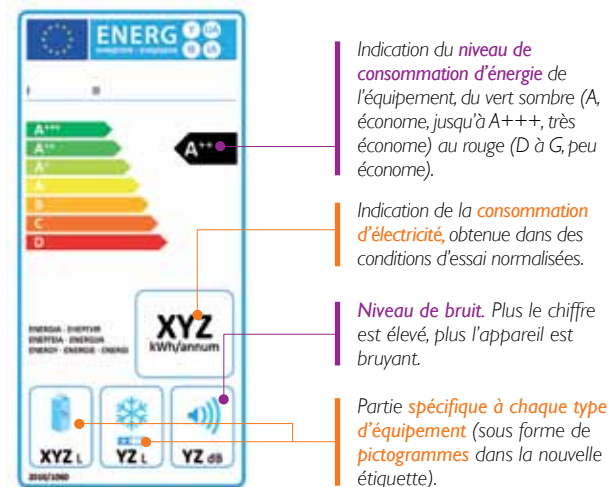 ENERG
Y IJA
IE IA
I II
A+++
A++
A+
A
B
C
D
A++
XYZ
kWh/annum
ENERGIA · ЕНЕРГИЯ
ΕΝΕΡΓΕΙΑ · ENERGIJA
ENERGY · ENERGIE · ENERGI
XYZ L
YZ L
YZ dB
2010/1060
Indication du niveau de
consommation d'énergie de
l'équipement, du vert sombre (A,
économe, jusqu'à A+++, très
économe) au rouge (D à G, peu
économe).
Indication de la consommation
d'électricité, obtenue dans des
conditions d'essai normalisées.
Niveau de bruit. Plus le chiffre
est élevé, plus l'appareil est
bruyant.
Partie spécifique à chaque type
d'équipement (sous forme de
pictogrammes dans la nouvelle
étiquette).